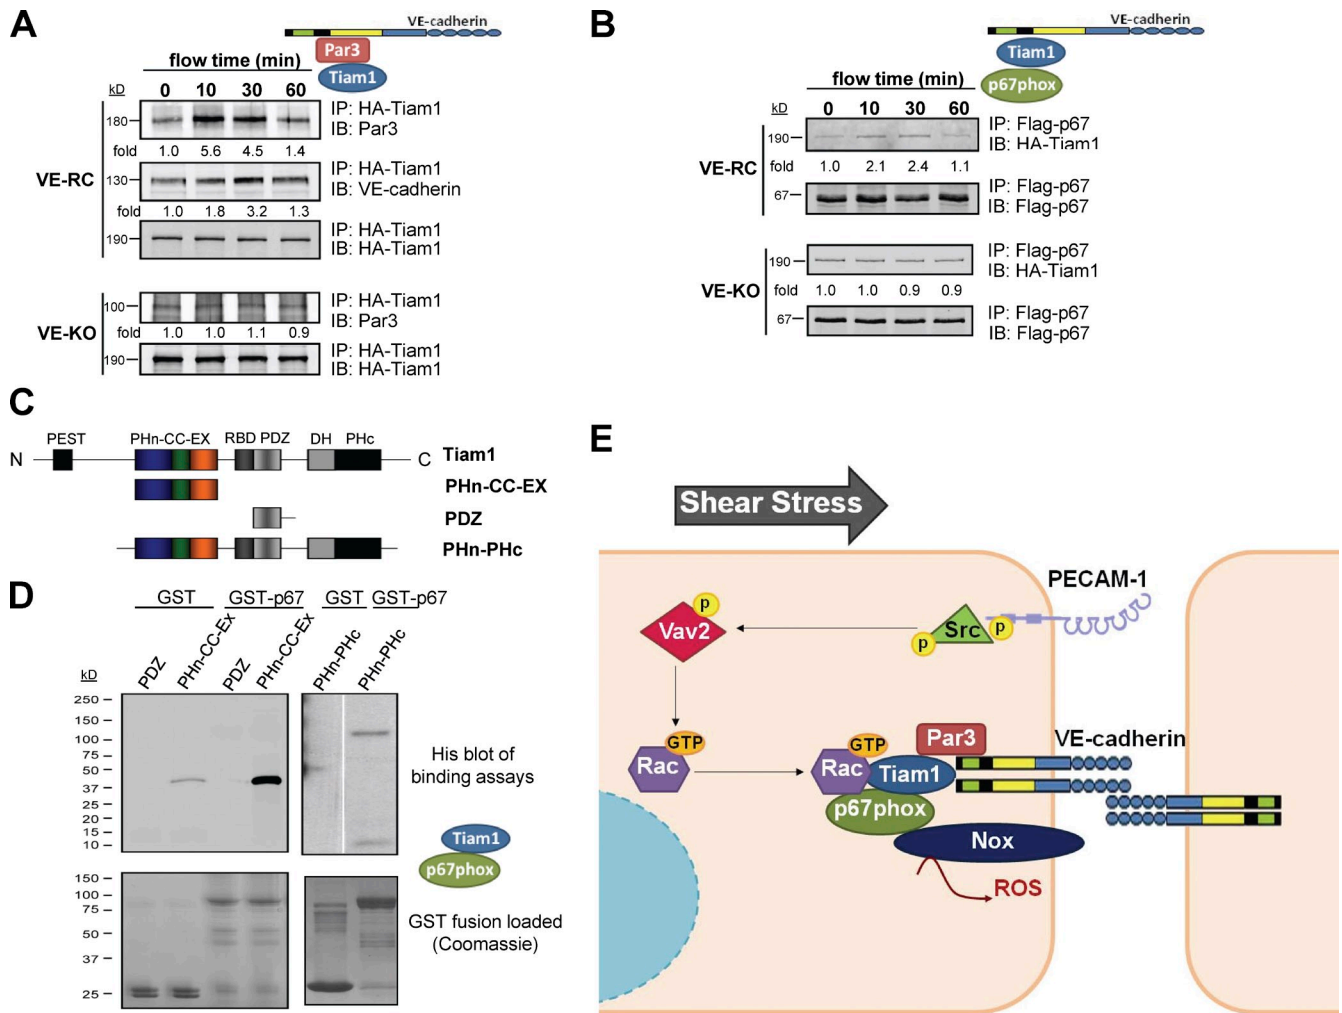 A
VE-cadherin
Par3
Tiam1
flow time (min)
kD
0 10 30 60
180
IP: HA-Tiam1
IB: Par3
fold 1.0 5.6 4.5 1.4
VE-RC
130
IP: HA-Tiam1
IB: VE-cadherin
fold 1.0 1.8 3.2 1.3
190
IP: HA-Tiam1
IB: HA-Tiam1
100
IP: HA-Tiam1
IB: Par3
VE-KO
fold 1.0 1.0 1.1 0.9
190
IP: HA-Tiam1
IB: HA-Tiam1
B
VE-cadherin
Tiam1
p67phox
flow time (min)
kD
0 10 30 60
190
IP: Flag-p67
IB: HA-Tiam1
VE-RC
fold 1.0 2.1 2.4 1.1
67
IP: Flag-p67
IB: Flag-p67
190
IP: Flag-p67
IB: HA-Tiam1
VE-KO
fold 1.0 1.0 0.9 0.9
67
IP: Flag-p67
IB: Flag-p67
C
PEST PHn-CC-EX RBD PDZ DH PHc
N C Tiam1
PHn-CC-EX
PDZ
PHn-PHc
D
GST GST-p67 GST GST-p67
PDZ PHn-CC-Ex PDZ PHn-CC-Ex PHn-PHc PHn-PHc
kD
250
150
100
75
50
37
25
20
15
10
His blot of
binding assays
Tiam1
p67phox
150
100
75
50
37
25
GST fusion loaded
(Coomassie)
E
Shear Stress
PECAM-1
p
Vav2
Src
p
p
GTP
Rac
GTP
Rac
Tiam1
Par3
VE-cadherin
p67phox
Nox
ROS